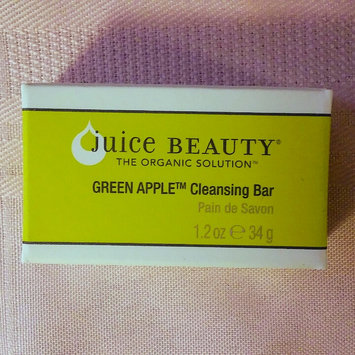 juice BEAUTY®
THE ORGANIC SOLUTION™
GREEN APPLE™ Cleansing Bar
Pain de Savon
1.2 oz ℮ 34 g